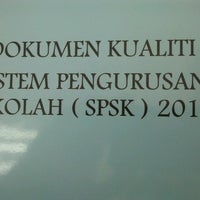 DOKUMEN KUALITI
STEM PENGURUSAN
KOLAH ( SPSK ) 201